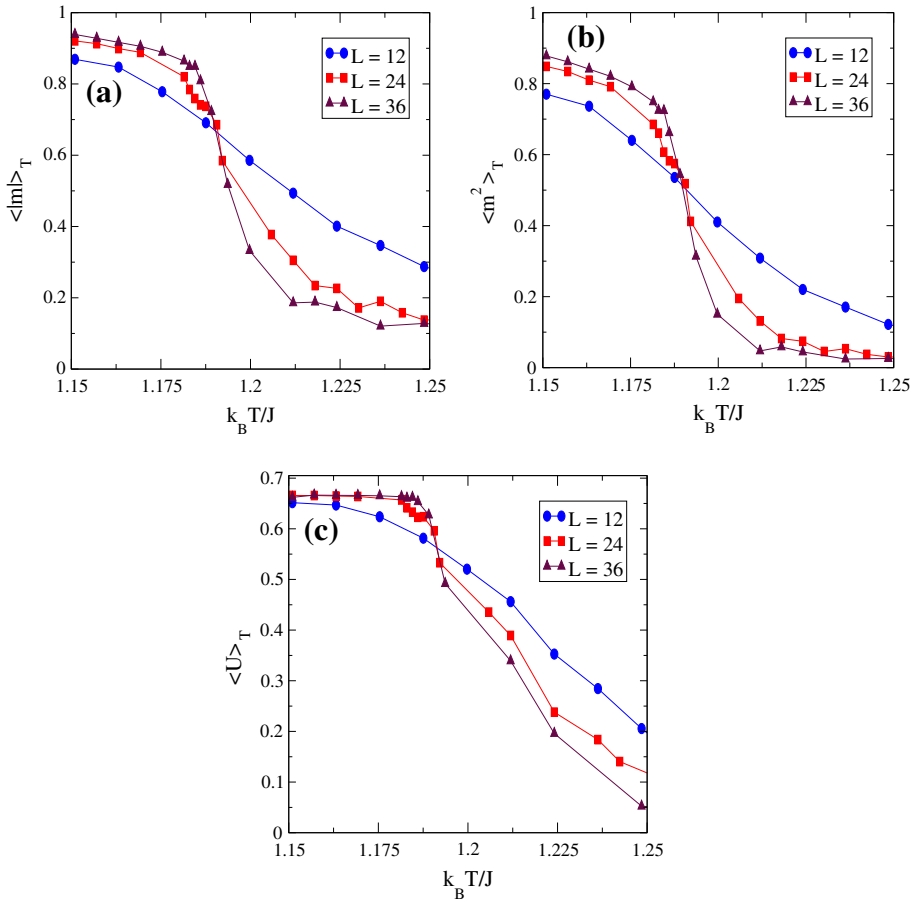 1
0.8
0.6
0.4
0.2
0
<|m|>_T
(a)
L = 12
L = 24
L = 36
1.15
1.175
1.2
1.225
1.25
k_B T/J
1
0.8
0.6
0.4
0.2
0
<m^2>_T
(b)
L = 12
L = 24
L = 36
1.15
1.175
1.2
1.225
1.25
k_B T/J
0.7
0.6
0.5
0.4
0.3
0.2
0.1
0
<U>_T
(c)
L = 12
L = 24
L = 36
1.15
1.175
1.2
1.225
1.25
k_B T/J